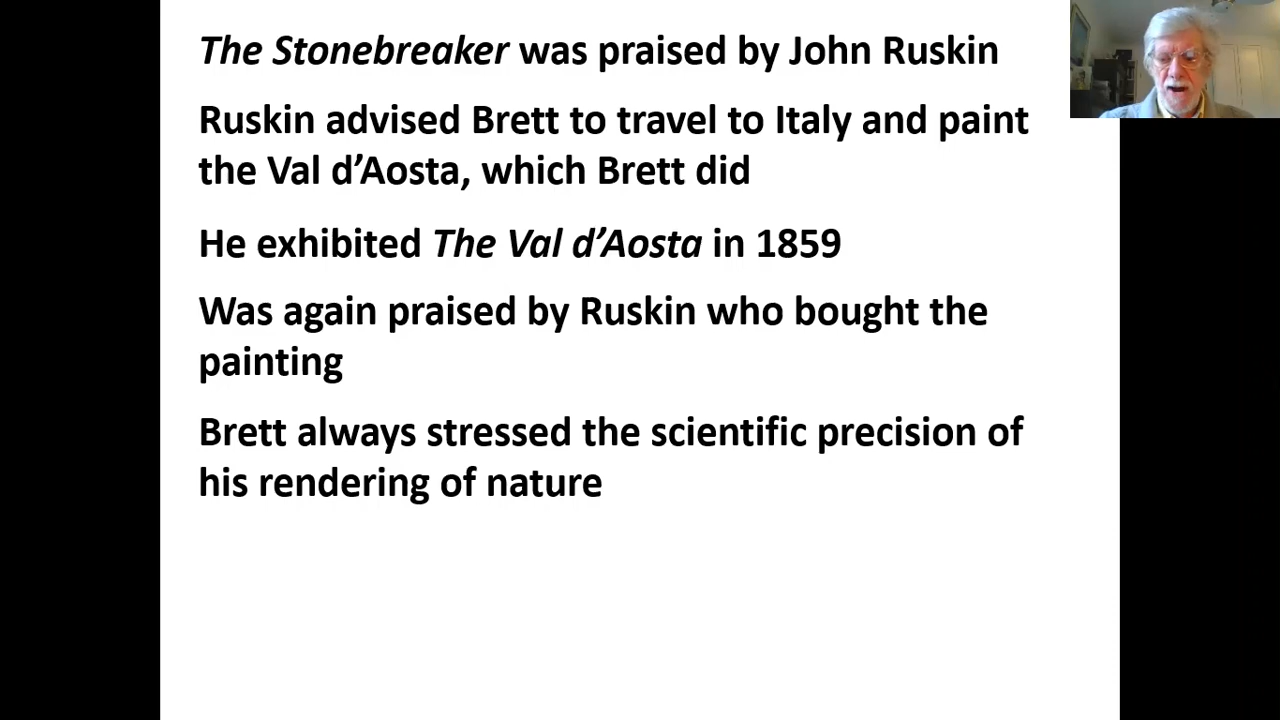 The Stonebreaker was praised by John Ruskin
Ruskin advised Brett to travel to Italy and paint
the Val d’Aosta, which Brett did
He exhibited The Val d’Aosta in 1859
Was again praised by Ruskin who bought the
painting
Brett always stressed the scientific precision of
his rendering of nature